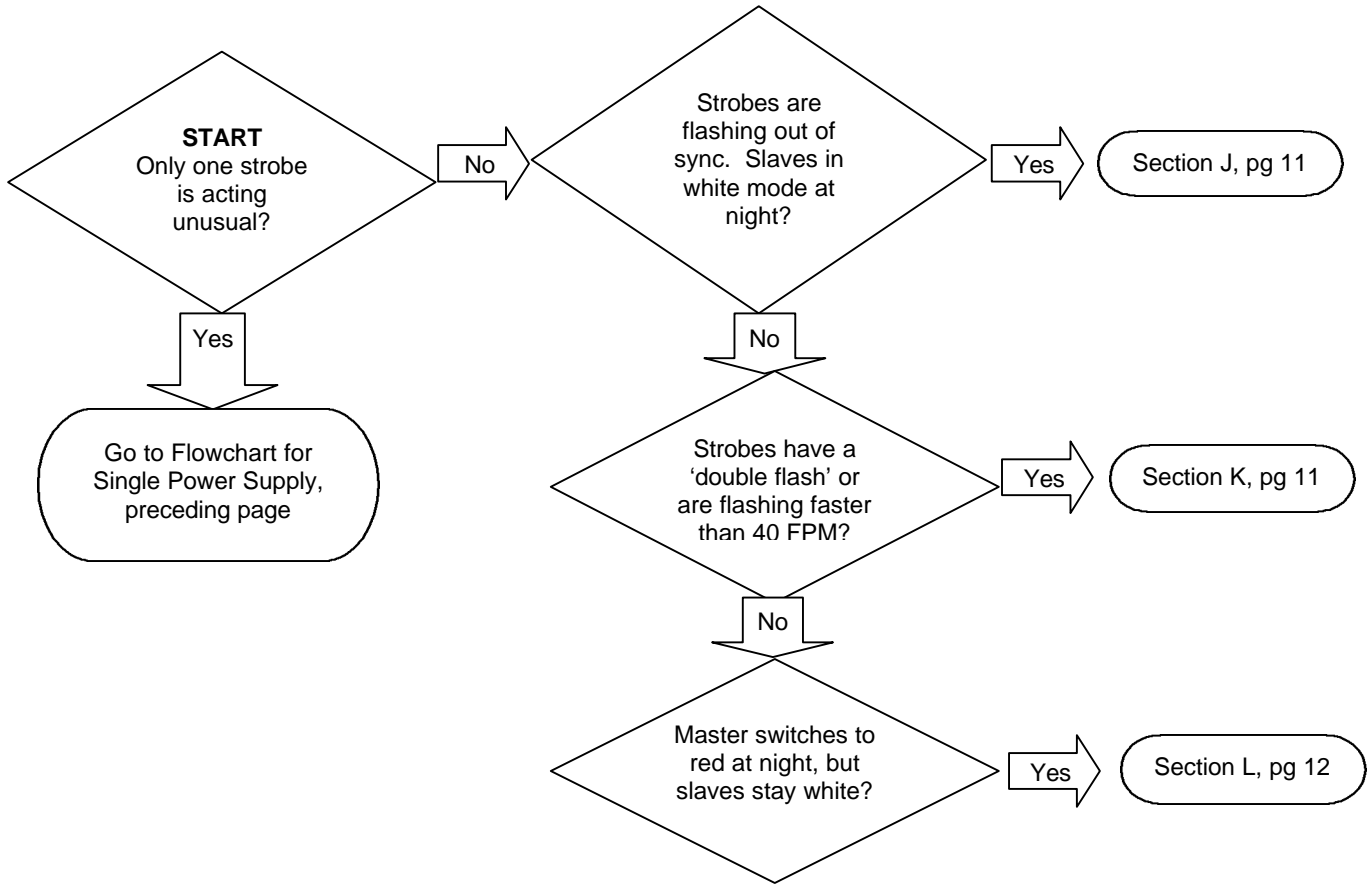 START
Only one strobe
is acting
unusual?
No
Strobes are
flashing out of
sync.  Slaves in
white mode at
night?
Yes
Section J, pg 11
Yes
Go to Flowchart for
Single Power Supply,
preceding page
No
Strobes have a
‘double flash’ or
are flashing faster
than 40 FPM?
Yes
Section K, pg 11
No
Master switches to
red at night, but
slaves stay white?
Yes
Section L, pg 12